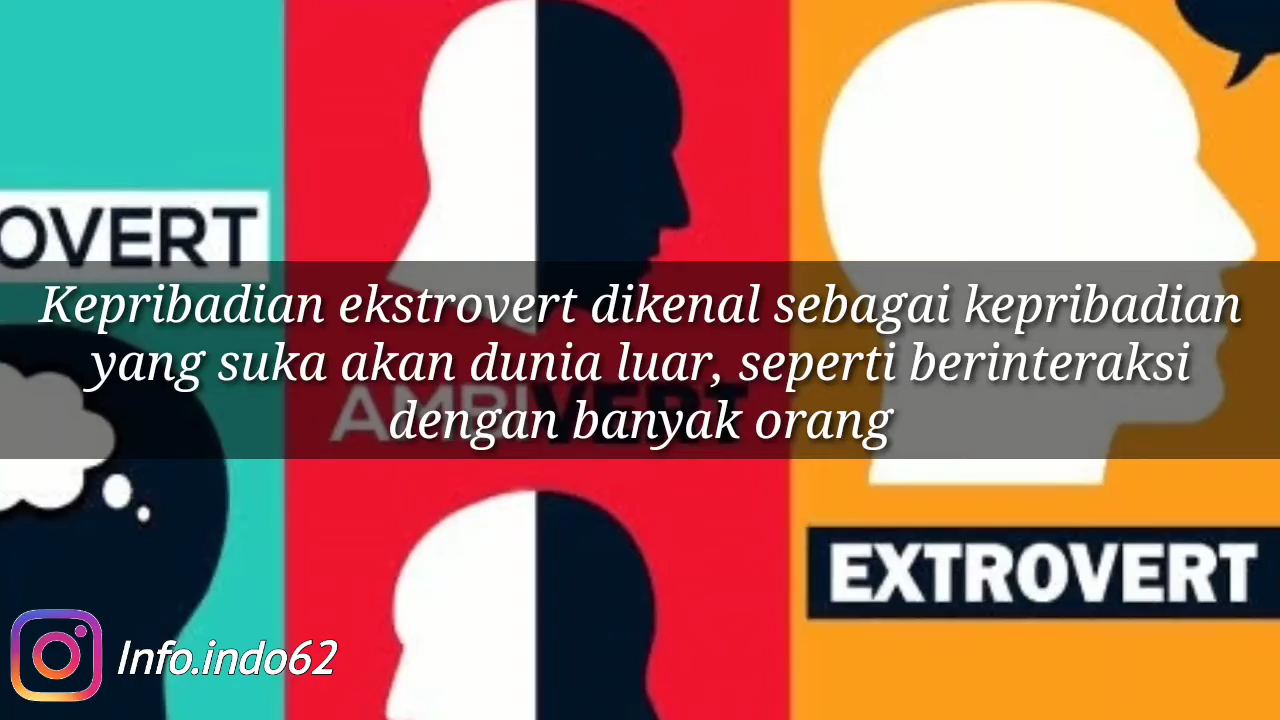 OVERT
Kepribadian ekstrovert dikenal sebagai kepribadian
yang suka akan dunia luar, seperti berinteraksi
dengan banyak orang
AMBIVERT
EXTROVERT
Info.indo62